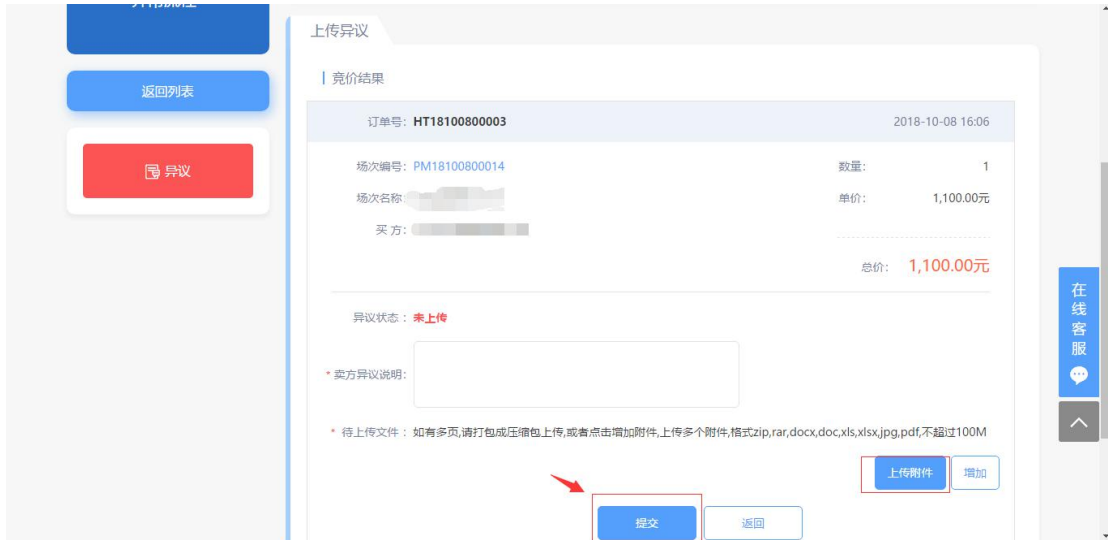 返回列表
异议
上传异议
竞价结果
订单号：HT18100800003 2018-10-08 16:06
场次编号：PM18100800014 数量： 1
场次名称： 单价： 1,100.00元
买 方：
总价： 1,100.00元
异议状态：未上传
* 卖方异议说明：
* 待上传文件：如有多页,请打包成压缩包上传,或者点击增加附件,上传多个附件,格式zip,rar,docx,doc,xls,xlsx,jpg,pdf,不超过100M
上传附件 增加
提交 返回
在线客服